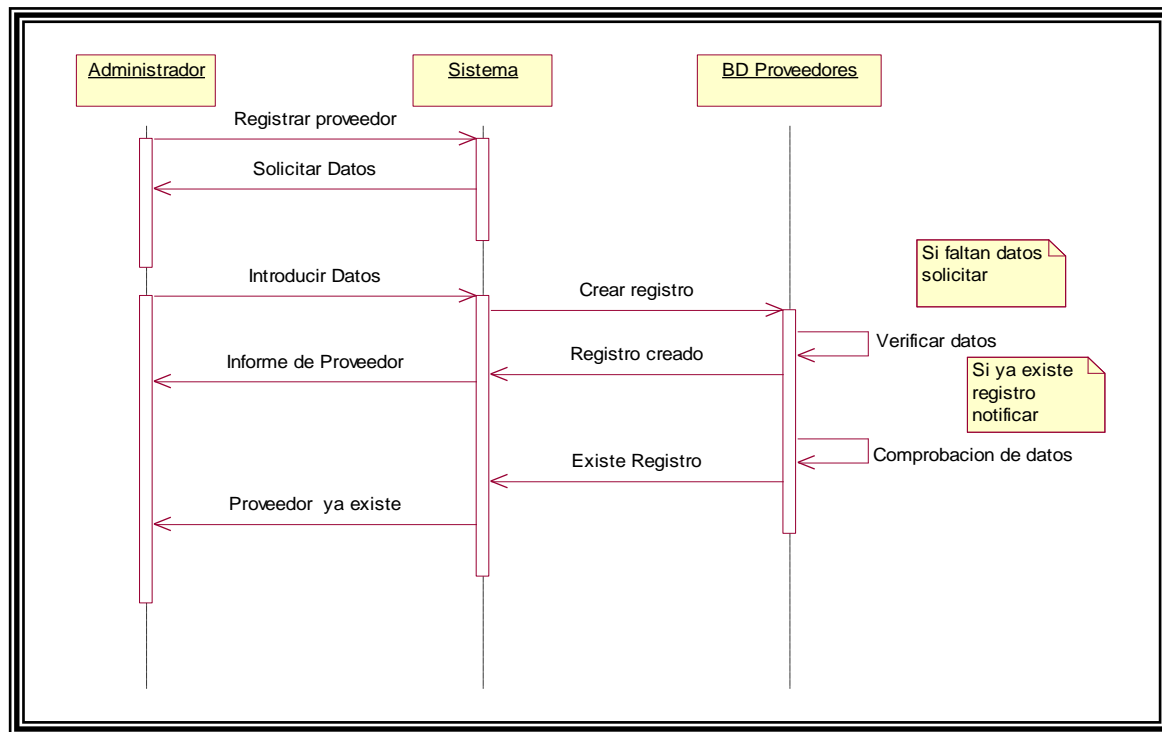 Administrador
Sistema
BD Proveedores
Registrar proveedor
Solicitar Datos
Si faltan datos
solicitar
Introducir Datos
Crear registro
Verificar datos
Registro creado
Informe de Proveedor
Si ya existe
registro
notificar
Comprobacion de datos
Existe Registro
Proveedor ya existe